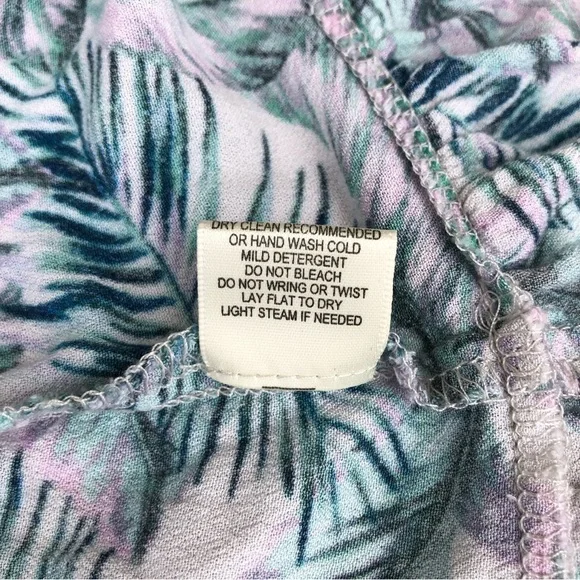 DRY CLEAN RECOMMENDED
OR HAND WASH COLD
MILD DETERGENT
DO NOT BLEACH
DO NOT WRING OR TWIST
LAY FLAT TO DRY
LIGHT STEAM IF NEEDED